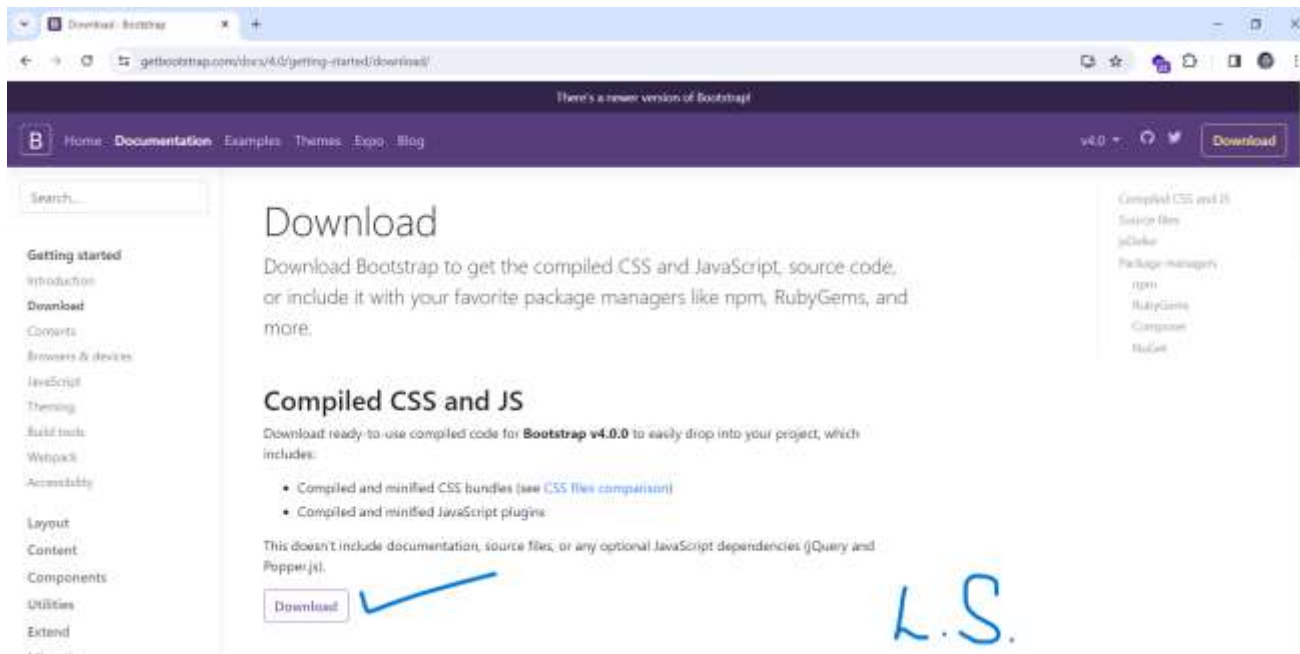 Download - Bootstrap
getbootstrap.com/docs/4.0/getting-started/download/
There's a newer version of Bootstrap!
B Home Documentation Examples Themes Expo Blog v4.0 Download
Search...
Getting started
Introduction
Download
Contents
Browsers & devices
JavaScript
Theming
Build tools
Webpack
Accessibility
Layout
Content
Components
Utilities
Extend
Download
Download Bootstrap to get the compiled CSS and JavaScript, source code,
or include it with your favorite package managers like npm, RubyGems, and
more.
Compiled CSS and JS
Download ready-to-use compiled code for Bootstrap v4.0.0 to easily drop into your project, which
includes:
• Compiled and minified CSS bundles (see CSS files comparison)
• Compiled and minified JavaScript plugins
This doesn't include documentation, source files, or any optional JavaScript dependencies (jQuery and
Popper.js).
Download
L.S.
Compiled CSS and JS
Source files
jsDelivr
Package managers
npm
RubyGems
Composer
NuGet